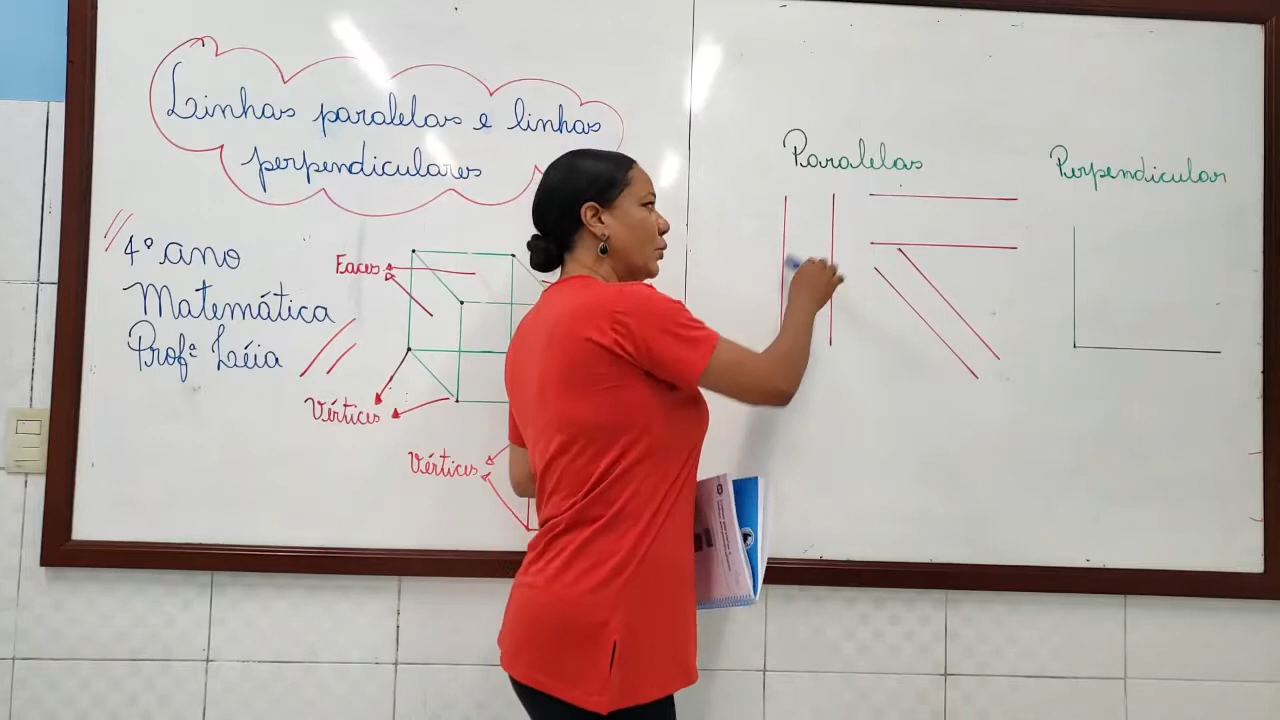 Linhas paralelas e linhas
perpendiculares
4º ano
Matemática
Profª Léia
Faces
Vértices
Vértices
Paralelas
Perpendicular